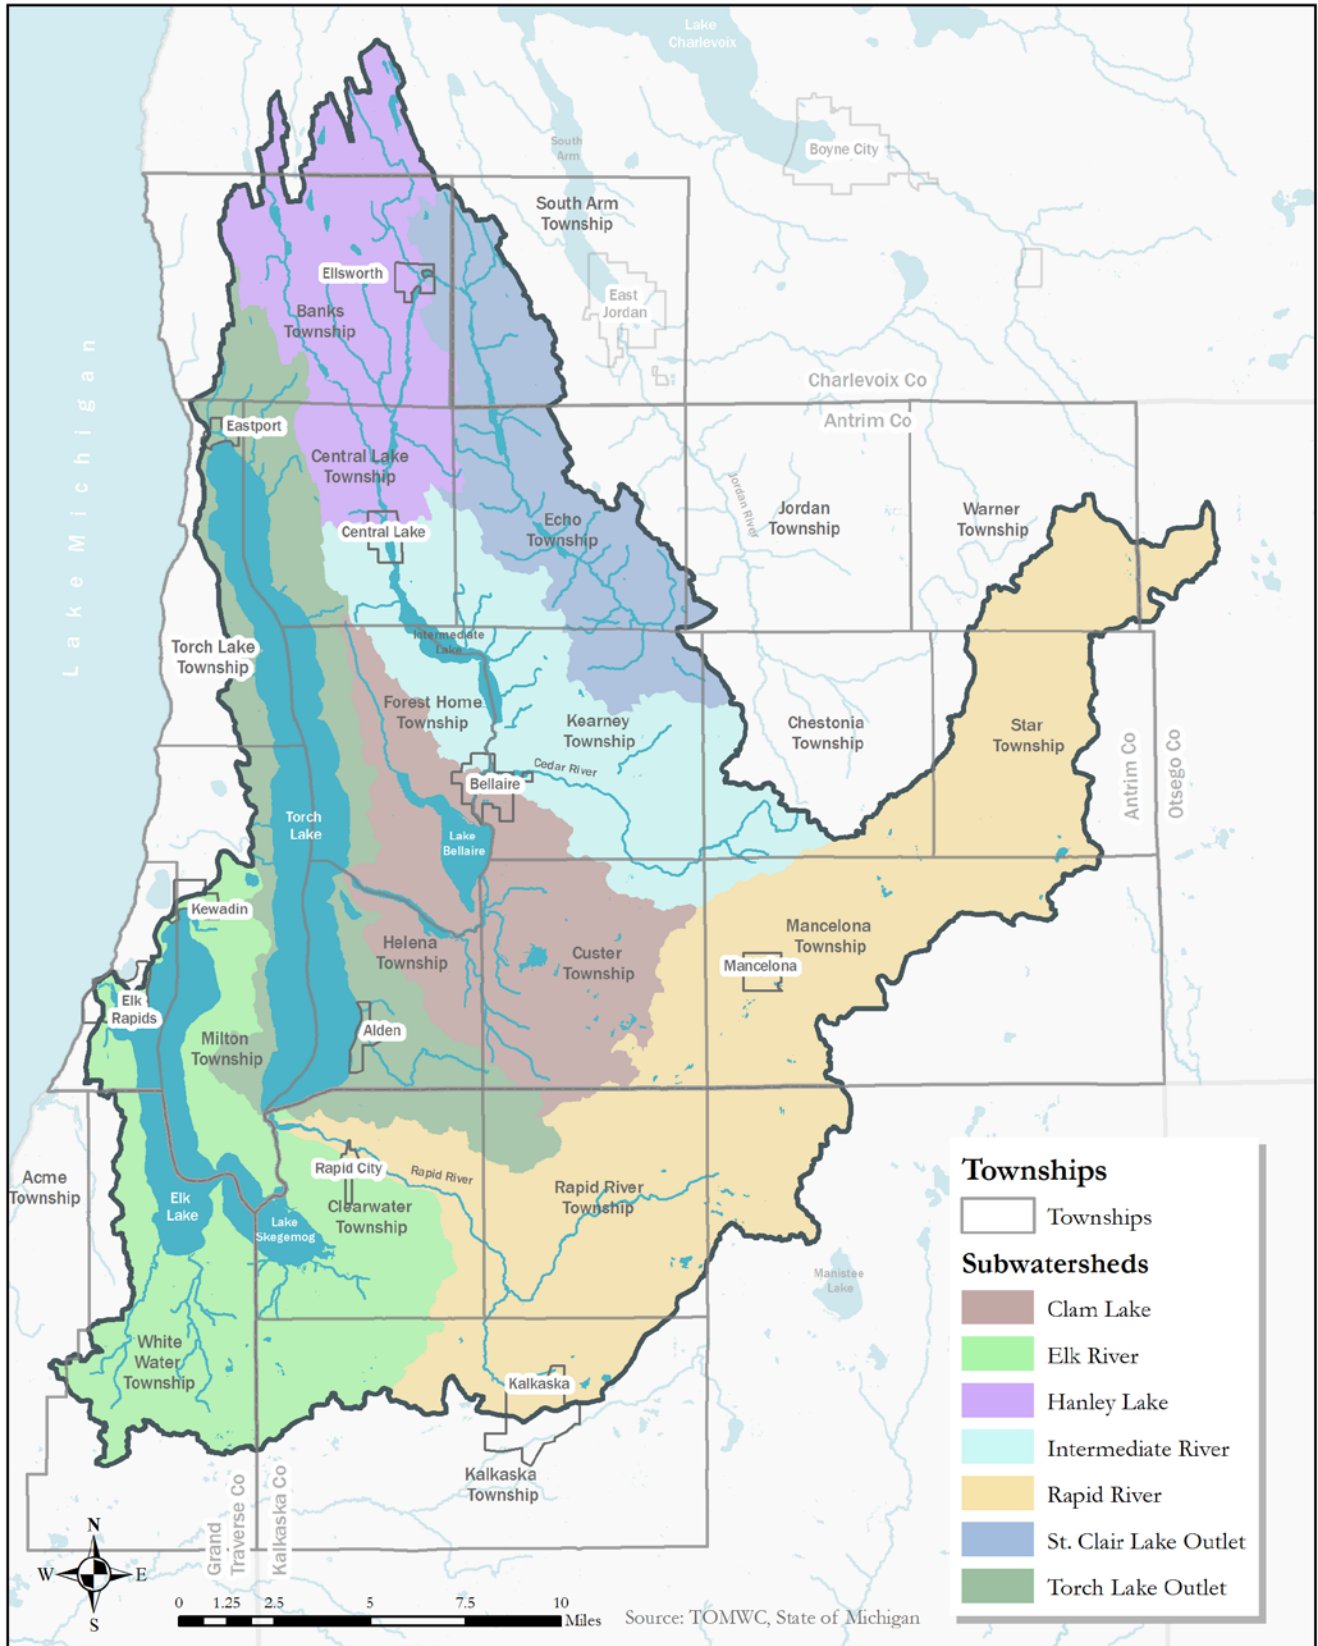 Lake
Charlevoix
South
Arm
Boyne City
South Arm
Township
Ellsworth
East
Jordan
Banks
Township
Lake Michigan
Charlevoix Co
Antrim Co
Eastport
Central Lake
Township
Jordan River
Jordan
Township
Warner
Township
Echo
Township
Central Lake
Intermediate
Lake
Torch Lake
Township
Forest Home
Township
Kearney
Township
Chestonia
Township
Star
Township
Antrim Co
Otsego Co
Cedar River
Bellaire
Torch
Lake
Lake
Bellaire
Kewadin
Helena
Township
Custer
Township
Mancelona
Township
Mancelona
Elk
Rapids
Milton
Township
Alden
Acme
Township
Rapid City
Rapid River
Elk
Lake
Lake
Skegemog
Clearwater
Township
Rapid River
Township
Manistee
Lake
White
Water
Township
Kalkaska
Kalkaska
Township
Grand
Traverse Co
Kalkaska Co
Townships
Townships
Subwatersheds
Clam Lake
Elk River
Hanley Lake
Intermediate River
Rapid River
St. Clair Lake Outlet
Torch Lake Outlet
N
W E
S
0 1.25 2.5 5 7.5 10
Miles
Source: TOMWC, State of Michigan